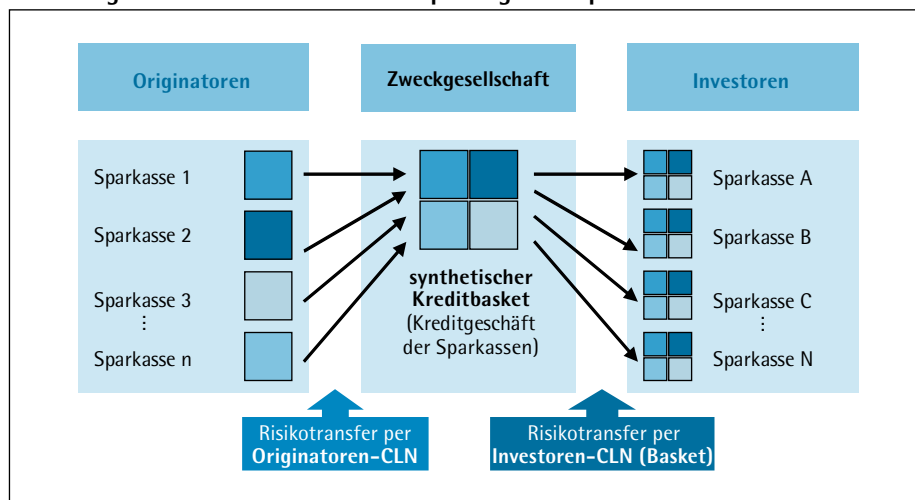 Originatoren
Zweckgesellschaft
Investoren
Sparkasse 1
Sparkasse 2
Sparkasse 3
⋮
Sparkasse n
synthetischer
Kreditbasket
(Kreditgeschäft
der Sparkassen)
Sparkasse A
Sparkasse B
Sparkasse C
⋮
Sparkasse N
Risikotransfer per
Originatoren-CLN
Risikotransfer per
Investoren-CLN (Basket)